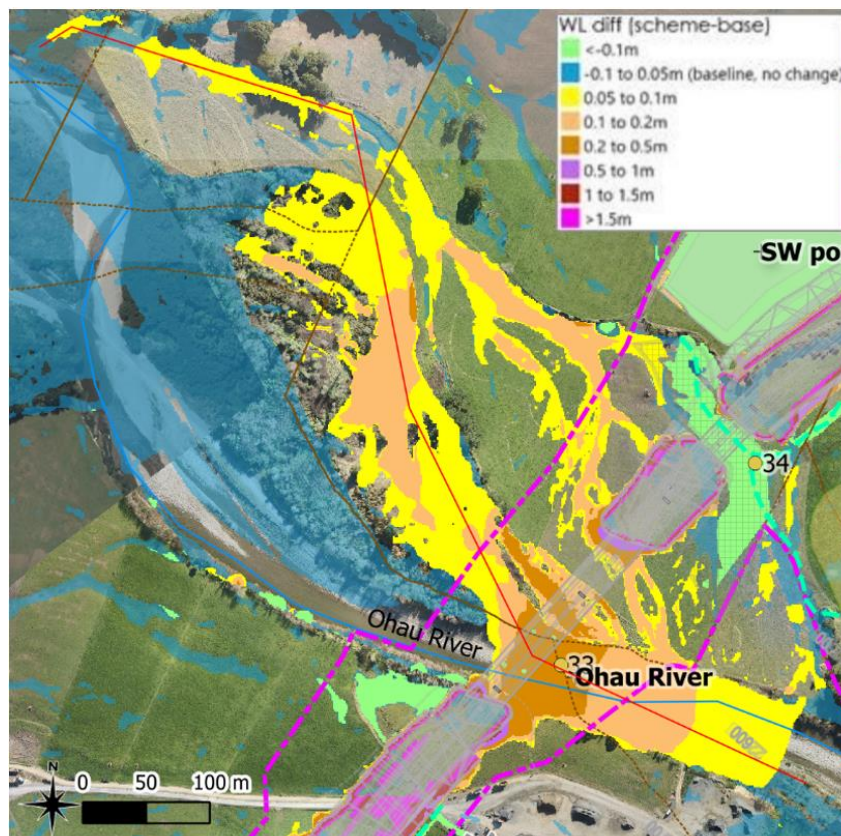 WL diff (scheme-base)
<-0.1m
-0.1 to 0.05m (baseline, no change)
0.05 to 0.1m
0.1 to 0.2m
0.2 to 0.5m
0.5 to 1m
1 to 1.5m
>1.5m
SW po
34
Ohau River
33
Ohau River
N
0 50 100 m